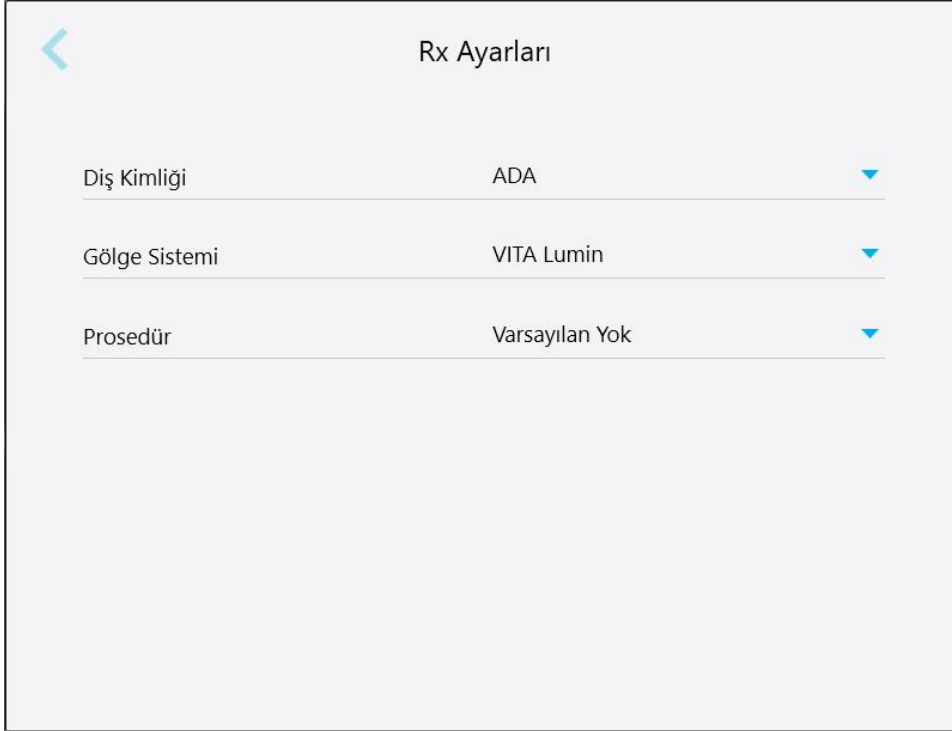 Rx Ayarları
Diş Kimliği ADA
Gölge Sistemi VITA Lumin
Prosedür Varsayılan Yok